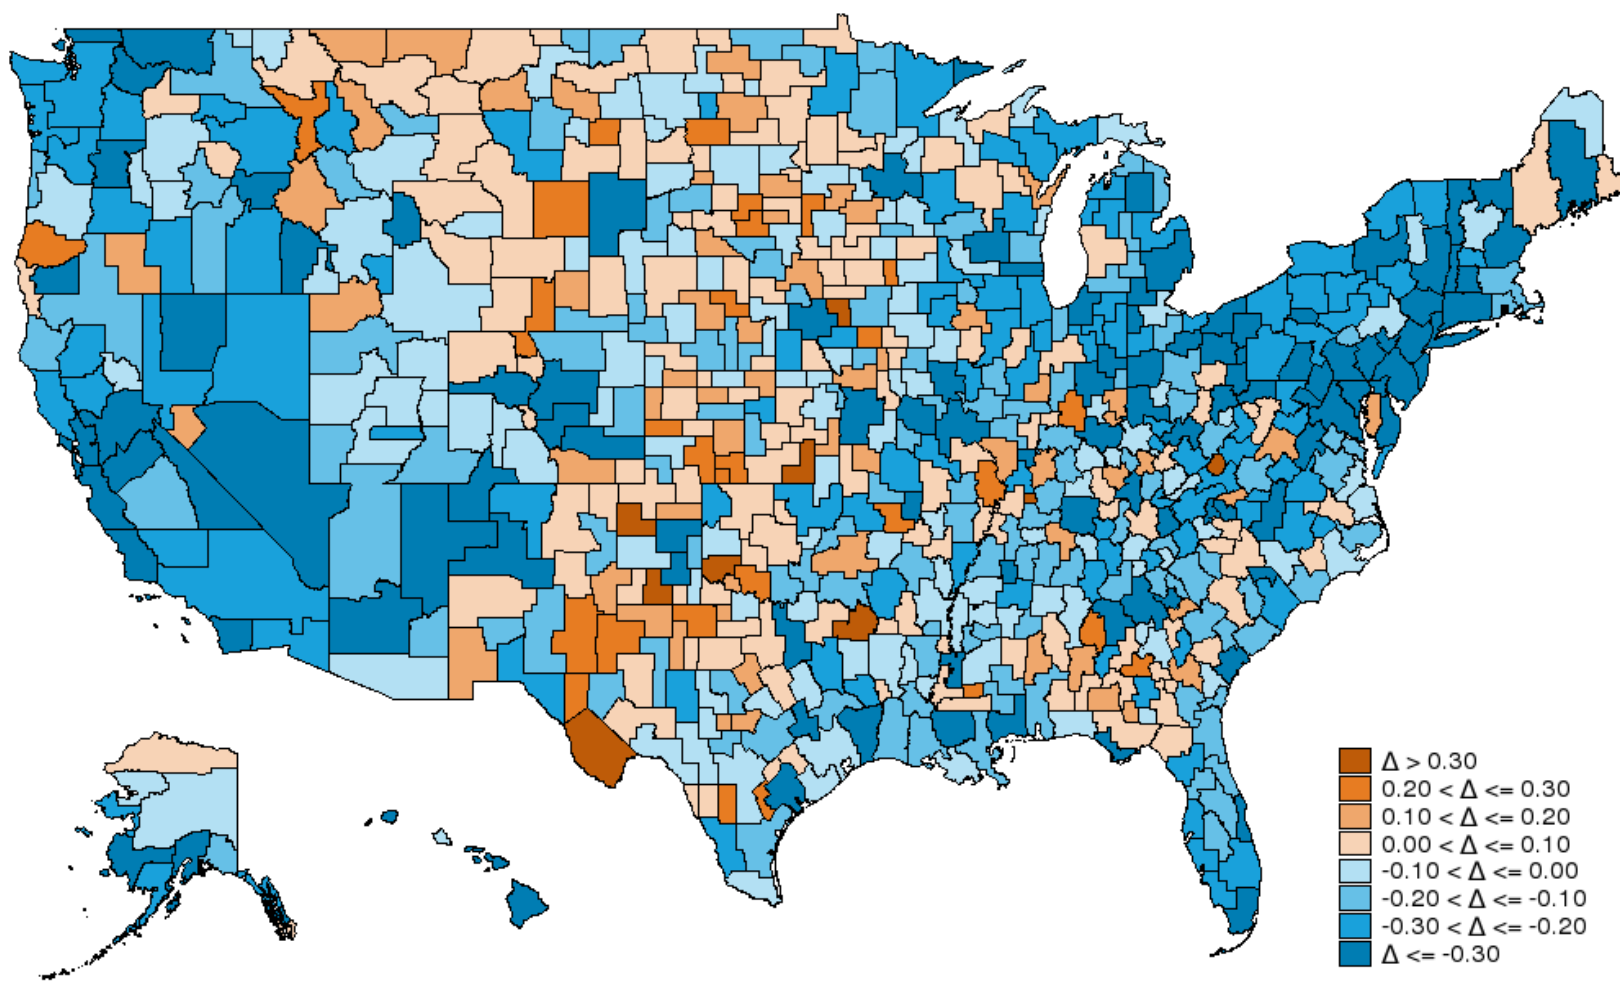 Δ > 0.30
0.20 < Δ <= 0.30
0.10 < Δ <= 0.20
0.00 < Δ <= 0.10
-0.10 < Δ <= 0.00
-0.20 < Δ <= -0.10
-0.30 < Δ <= -0.20
Δ <= -0.30